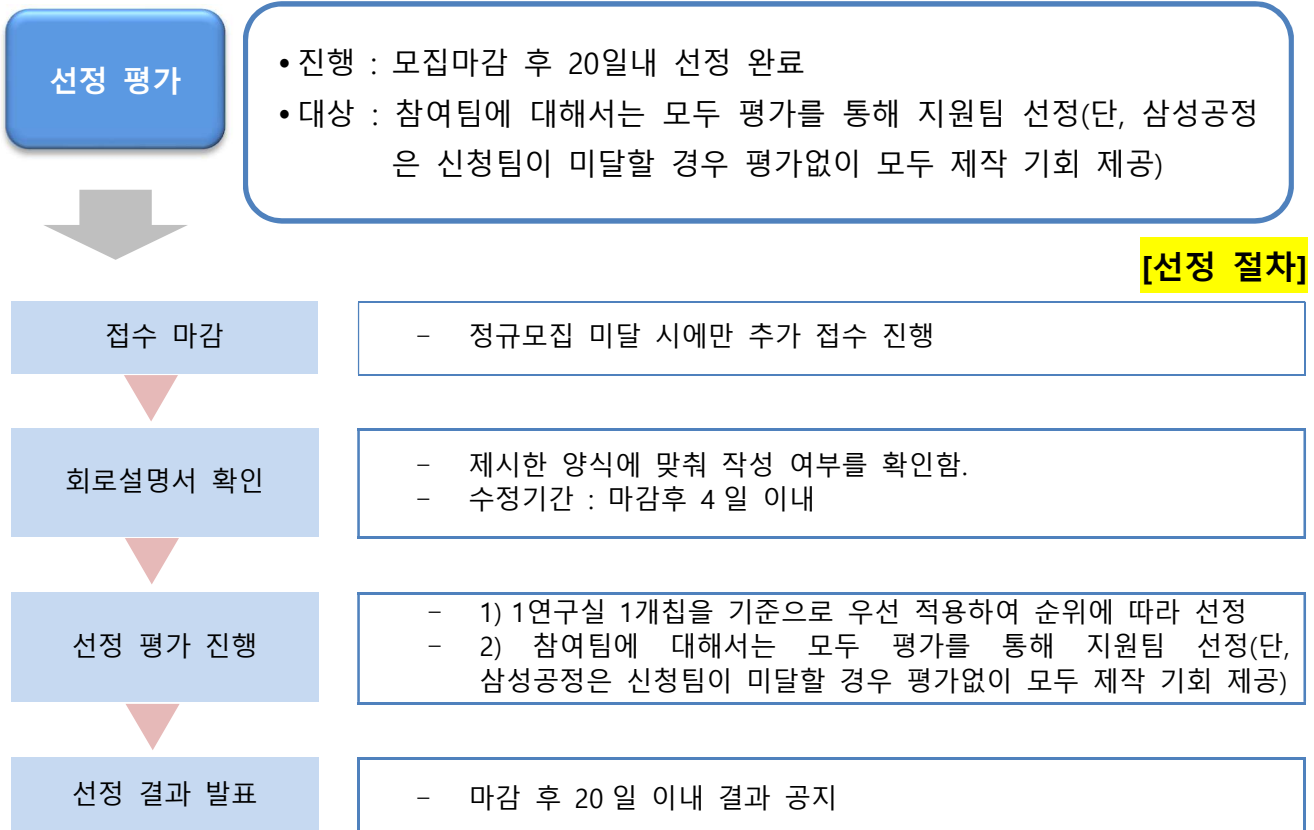 선정 평가
• 진행 : 모집마감 후 20일내 선정 완료
• 대상 : 참여팀에 대해서는 모두 평가를 통해 지원팀 선정(단, 삼성공정
은 신청팀이 미달할 경우 평가없이 모두 제작 기회 제공)
[선정 절차]
접수 마감
- 정규모집 미달 시에만 추가 접수 진행
회로설명서 확인
- 제시한 양식에 맞춰 작성 여부를 확인함.
- 수정기간 : 마감후 4 일 이내
선정 평가 진행
- 1) 1연구실 1개칩을 기준으로 우선 적용하여 순위에 따라 선정
- 2) 참여팀에 대해서는 모두 평가를 통해 지원팀 선정(단,
삼성공정은 신청팀이 미달할 경우 평가없이 모두 제작 기회 제공)
선정 결과 발표
- 마감 후 20 일 이내 결과 공지